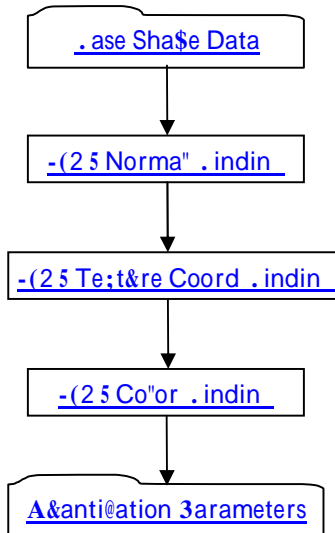 . ase Sha$e Data
-(2 5 Norma" . indin
-(2 5 Te;t&re Coord . indin
-(2 5 Co"or . indin
A&anti@ation 3arameters